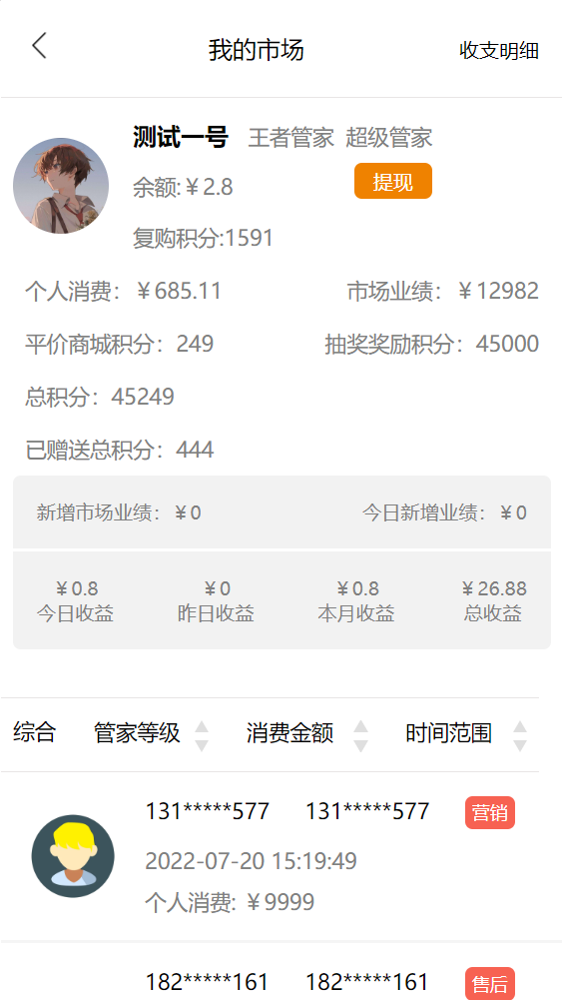 我的市场 收支明细
测试一号 王者管家 超级管家
余额:￥2.8 提现
复购积分:1591
个人消费：￥685.11 市场业绩：￥12982
平价商城积分：249 抽奖奖励积分：45000
总积分：45249
已赠送总积分：444
新增市场业绩：￥0 今日新增业绩：￥0
￥0.8 ￥0 ￥0.8 ￥26.88
今日收益 昨日收益 本月收益 总收益
综合 管家等级 消费金额 时间范围
131*****577 131*****577 营销
2022-07-20 15:19:49
个人消费: ￥9999
182*****161 182*****161 售后